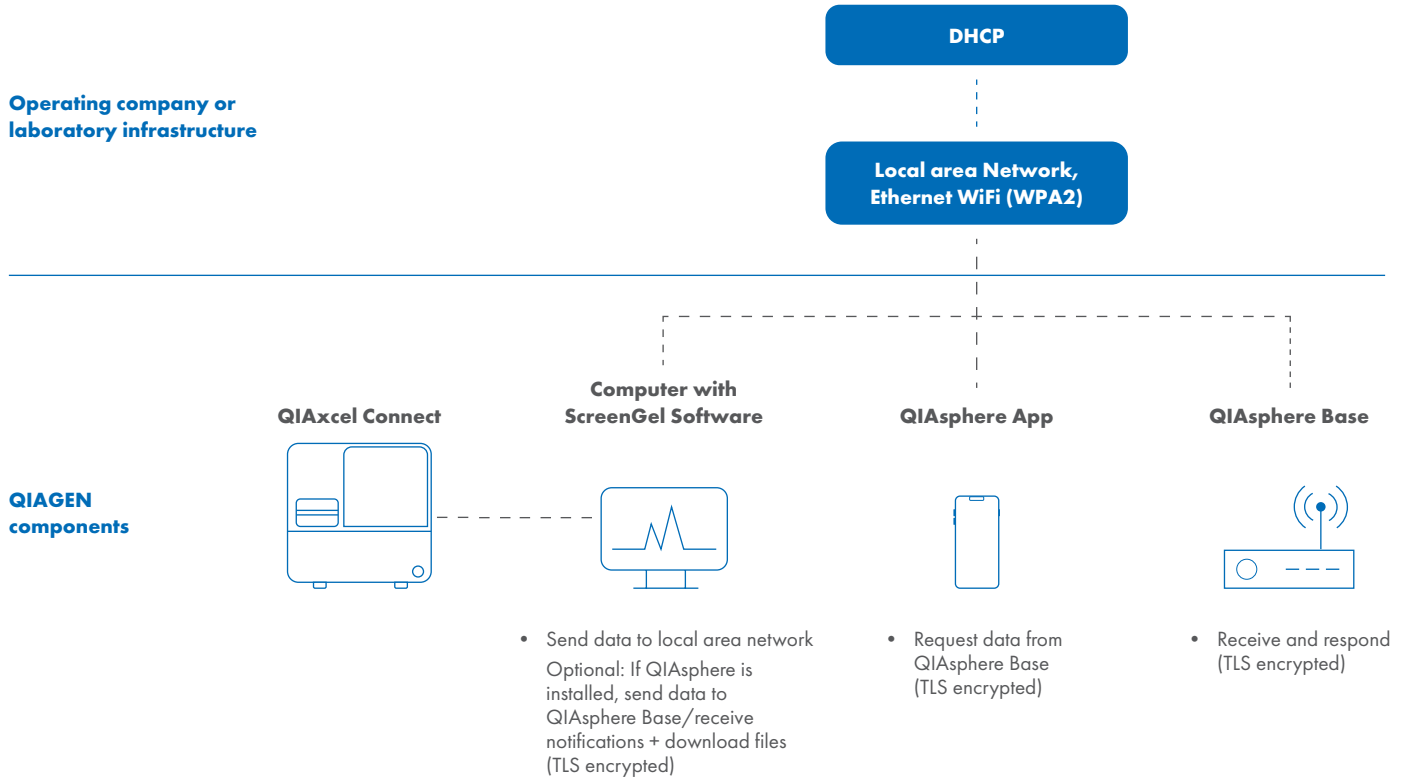 DHCP
Operating company or
laboratory infrastructure
Local area Network,
Ethernet WiFi (WPA2)
QIAxcel Connect
Computer with
ScreenGel Software
QIAsphere App
QIAsphere Base
QIAGEN
components
• Send data to local area network
Optional: If QIAsphere is
installed, send data to
QIAsphere Base/receive
notifications + download files
(TLS encrypted)
• Request data from
QIAsphere Base
(TLS encrypted)
• Receive and respond
(TLS encrypted)